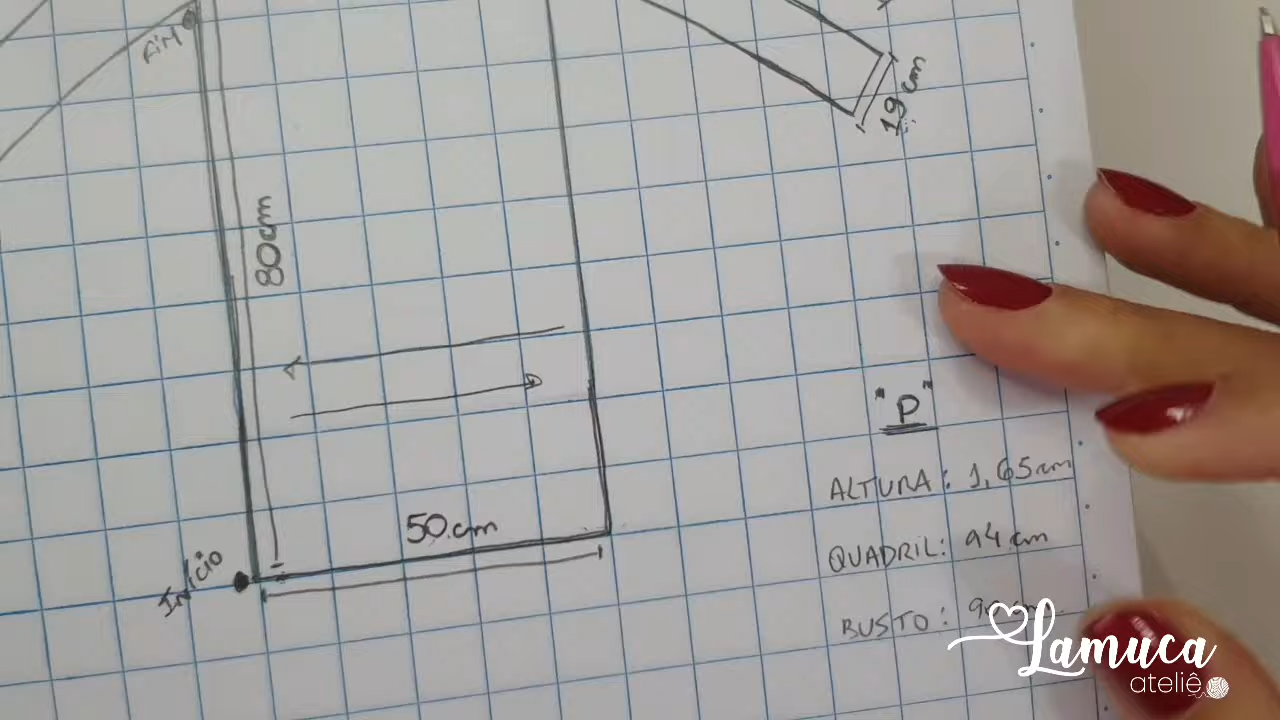 FIM
19 cm
80cm
"P"
ALTURA: 1,65cm
50cm
QUADRIL: 94 cm
INÍCIO
BUSTO:
Lamuca
ateliê